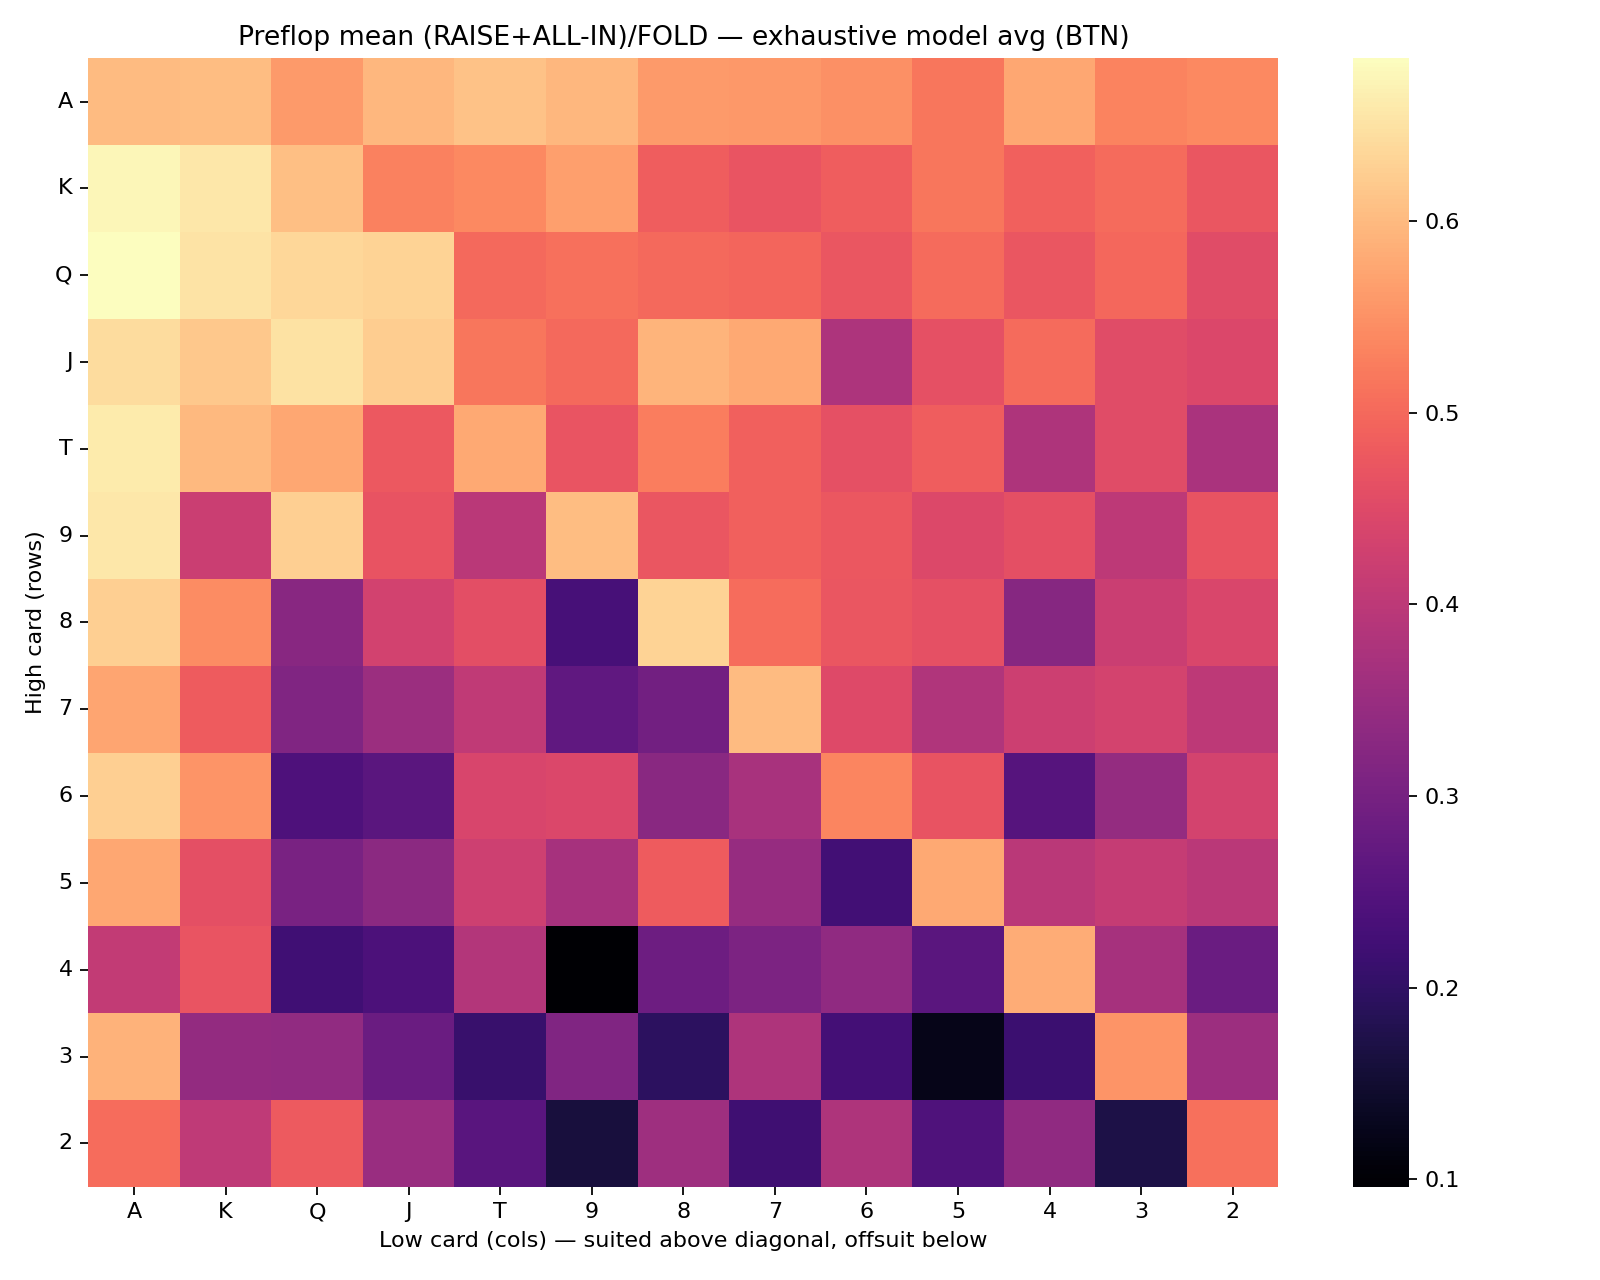 Preflop mean (RAISE+ALL-IN)/FOLD — exhaustive model avg (BTN)
A
K
Q
J
T
9
8
7
6
5
4
3
2
High card (rows)
A K Q J T 9 8 7 6 5 4 3 2
Low card (cols) — suited above diagonal, offsuit below
0.6
0.5
0.4
0.3
0.2
0.1